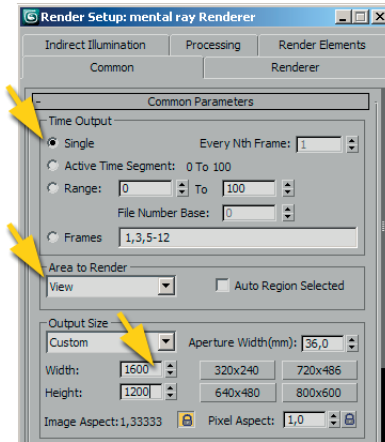 Render Setup: mental ray Renderer
Indirect Illumination Processing Render Elements
Common Renderer
- Common Parameters
Time Output
Single Every Nth Frame: 1
Active Time Segment: 0 To 100
Range: 0 To 100
File Number Base: 0
Frames 1,3,5-12
Area to Render
View Auto Region Selected
Output Size
Custom Aperture Width(mm): 36,0
Width: 1600 320x240 720x486
Height: 1200 640x480 800x600
Image Aspect: 1,33333 Pixel Aspect: 1,0